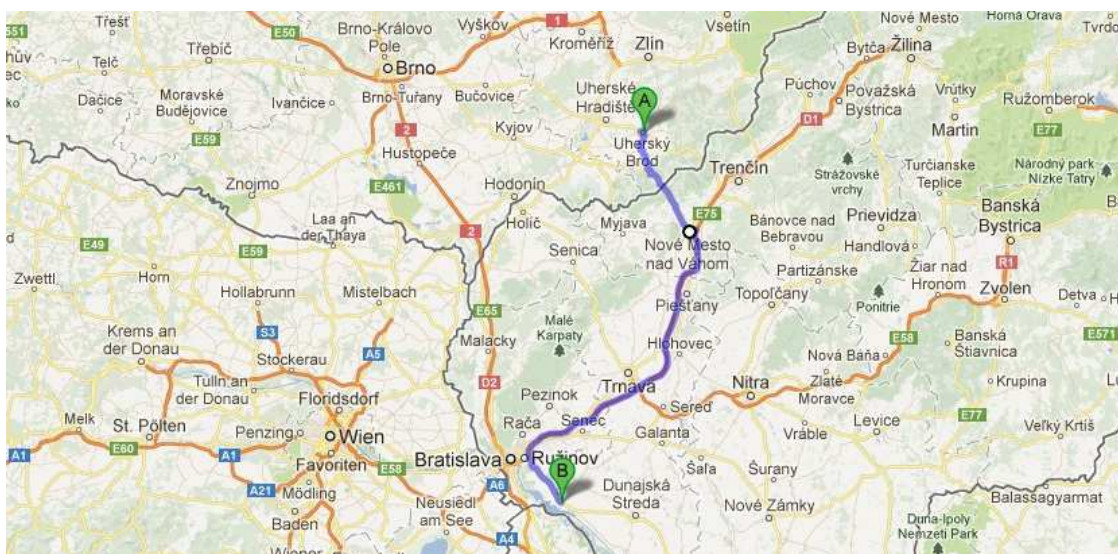 Třešť
E50
Brno-Královo
Pole
Vyškov
1
Kroměříž
Zlín
Vsetín
Nové Mesto
Horná Orava
E551
Bytča
Žilina
Tvrdo
Třebíč
Telč
Brno
Brno-Tuřany
Bučovice
Uherské
Hradiště
A
Púchov
Považská
Bystrica
Vrútky
Ružomberok
Dačice
Moravské
Budějovice
Ivančice
2
Kyjov
Uherský
Brod
D1
Martin
E77
E59
Hustopeče
Trenčín
Strážovské
vrchy
Turčianske
Teplice
Národný park
Nízke Tatry
Znojmo
E461
Hodonín
Holíč
Myjava
E75
Bánovce nad
Bebravou
Prievidza
Handlová
Banská
Bystrica
Laa an
der Thaya
2
Senica
Nové Mesto
nad Váhom
E49
E59
Partizánske
Žiar nad
Hronom
R1
Zvolen
Zwettl
Horn
Hollabrunn
Mistelbach
Piešťany
Topoľčany
Ponitrie
Detva
E65
Malé
Karpaty
E58
Banská
Štiavnica
E571
Krems an
der Donau
S3
Stockerau
A5
Malacky
Hlohovec
Nová Baňa
D2
Trnava
Nitra
Zlaté
Moravce
Krupina
Tulln an
der Donau
Floridsdorf
Pezinok
Sereď
E77
Melk
St. Pölten
Penzing
Wien
Rača
Senec
Galanta
Vráble
Levice
Veľký Krtíš
A1
E60
A1
Favoriten
E58
Bratislava
Ružinov
B
Šaľa
Šurany
A21
Mödling
A6
Dunajská
Streda
Nové Zámky
Balassagyarmat
Baden
Neusiedl
am See
A4
Duna-Ipoly
Nemzeti Park